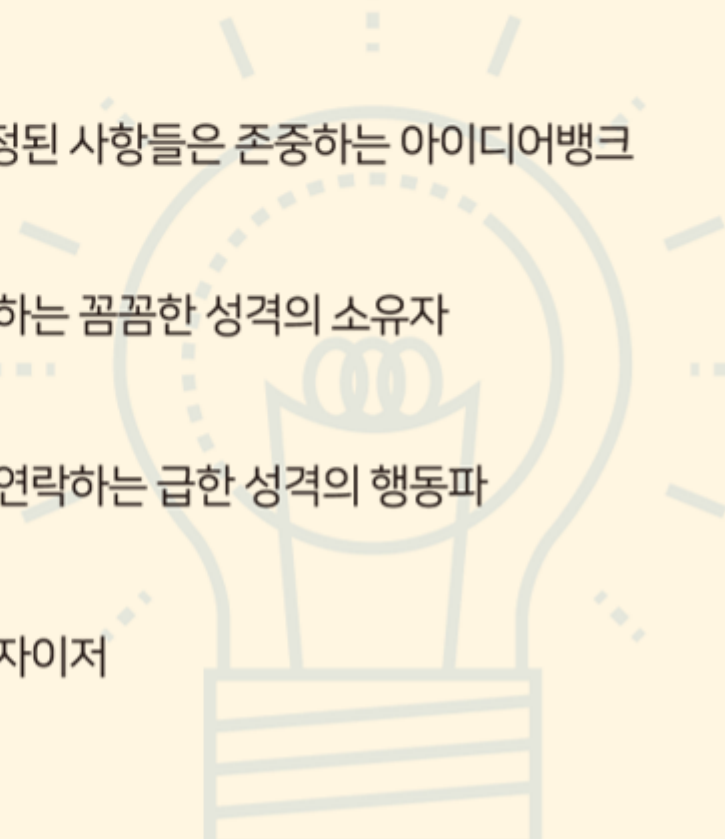 정된 사항들은 존중하는 아이디어뱅크
하는 꼼꼼한 성격의 소유자
연락하는 급한 성격의 행동파
자이저